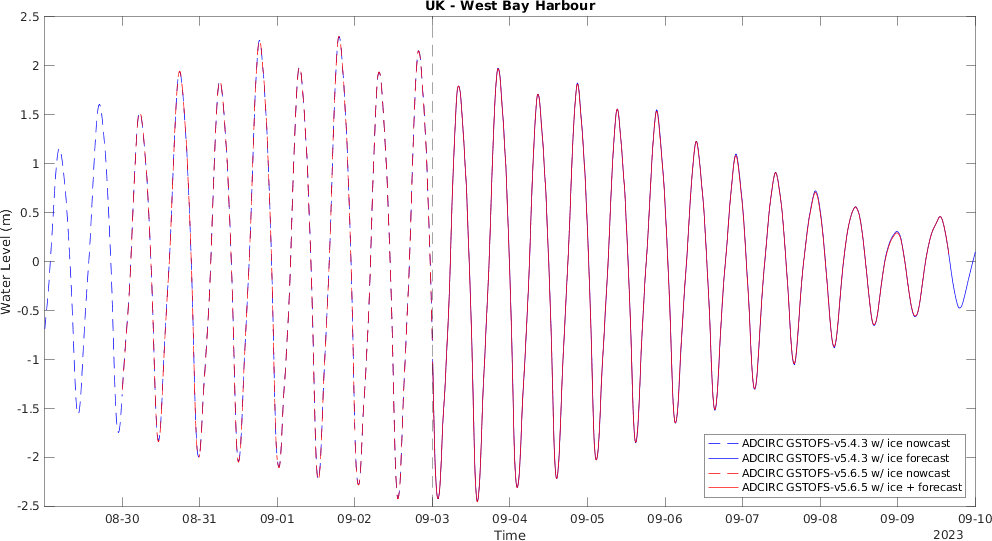 UK - West Bay Harbour
2.5
2
1.5
1
0.5
0
-0.5
-1
-1.5
-2
-2.5
Water Level (m)
08-30 08-31 09-01 09-02 09-03 09-04 09-05 09-06 09-07 09-08 09-09 09-10
Time
2023
ADCIRC GSTOFS-v5.4.3 w/ ice nowcast
ADCIRC GSTOFS-v5.4.3 w/ ice forecast
ADCIRC GSTOFS-v5.6.5 w/ ice nowcast
ADCIRC GSTOFS-v5.6.5 w/ ice + forecast